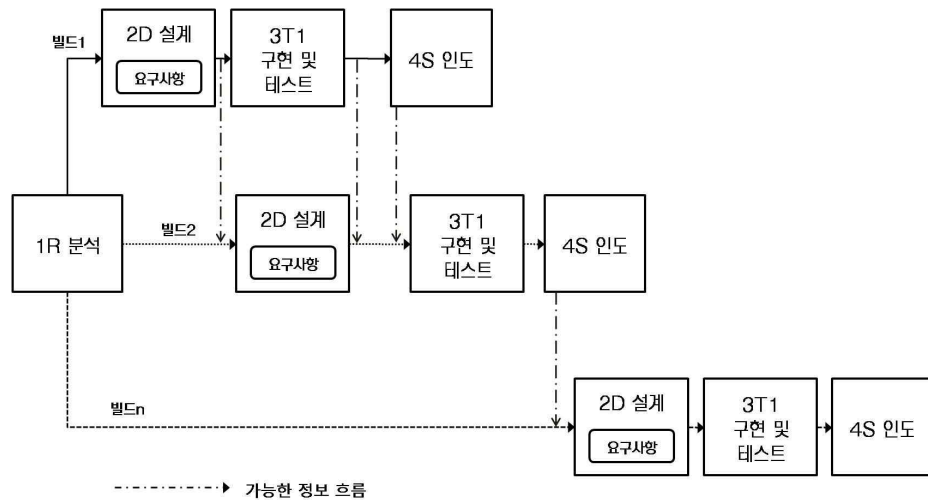 빌드1
2D 설계
요구사항
3T1
구현 및
테스트
4S 인도
1R 분석
빌드2
2D 설계
요구사항
3T1
구현 및
테스트
4S 인도
빌드n
2D 설계
요구사항
3T1
구현 및
테스트
4S 인도
가능한 정보 흐름